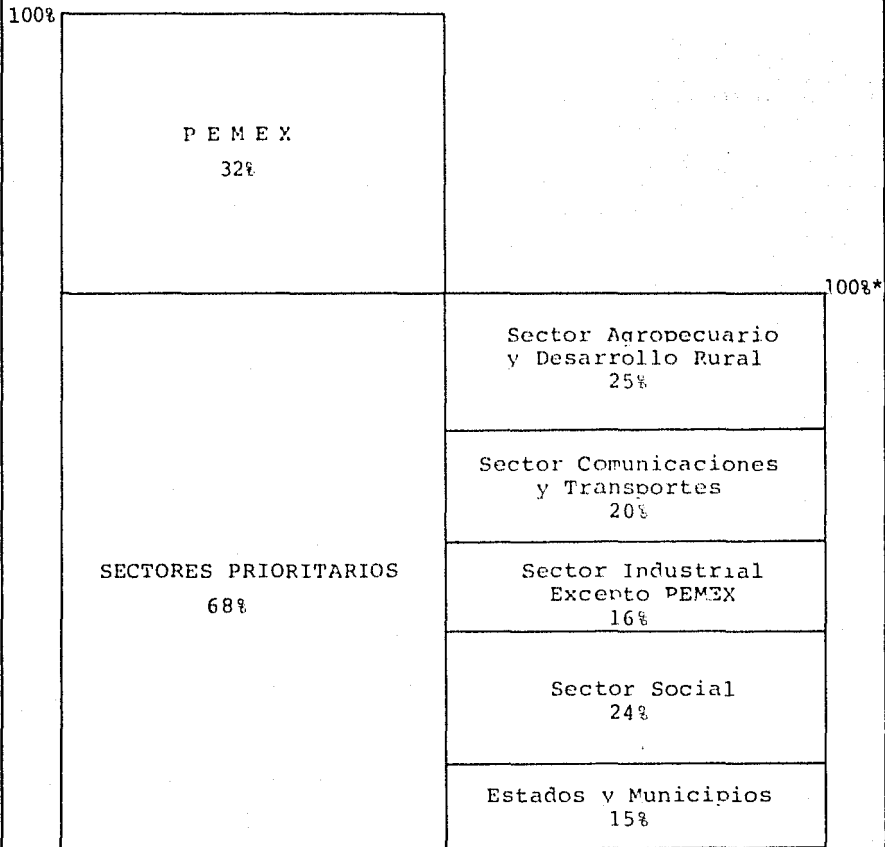 100%
P E M E X
32%
100%*
Sector Agropecuario
y Desarrollo Rural
25%
Sector Comunicaciones
y Transportes
20%
SECTORES PRIORITARIOS
68%
Sector Industrial
Excepto PEMEX
16%
Sector Social
24%
Estados y Municipios
15%